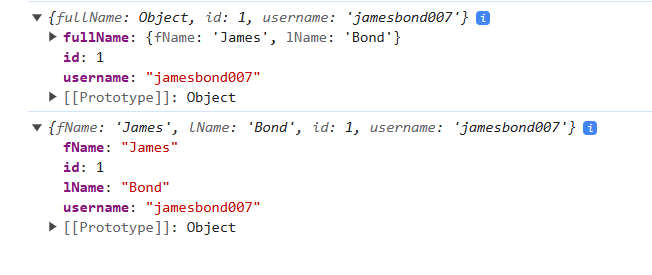 {fullName: Object, id: 1, username: 'jamesbond007'} i
fullName: {fName: 'James', lName: 'Bond'}
id: 1
username: "jamesbond007"
[[Prototype]]: Object
{fName: 'James', lName: 'Bond', id: 1, username: 'jamesbond007'} i
fName: "James"
id: 1
lName: "Bond"
username: "jamesbond007"
[[Prototype]]: Object